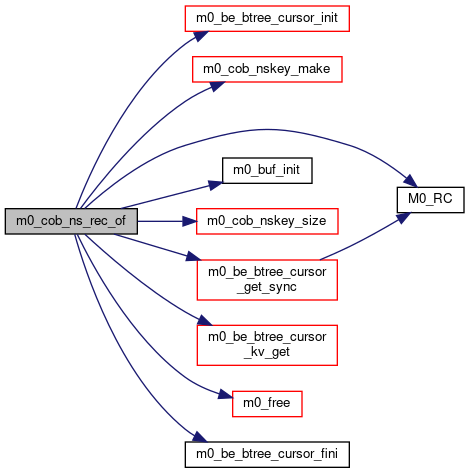 m0_be_btree_cursor_init
m0_cob_nskey_make
m0_buf_init
M0_RC
m0_cob_ns_rec_of
m0_cob_nskey_size
m0_be_btree_cursor
_get_sync
m0_be_btree_cursor
_kv_get
m0_free
m0_be_btree_cursor_fini